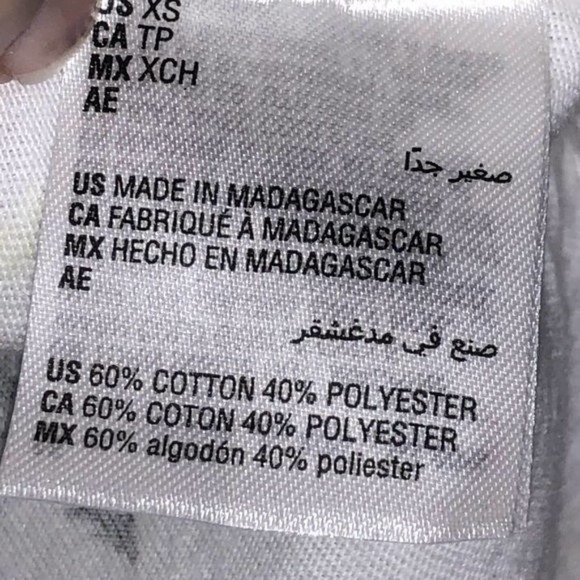 US XS
CA TP
MX XCH
AE
صغير جدًا
US MADE IN MADAGASCAR
CA FABRIQUÉ À MADAGASCAR
MX HECHO EN MADAGASCAR
AE
صنع في مدغشقر
US 60% COTTON 40% POLYESTER
CA 60% COTON 40% POLYESTER
MX 60% algodón 40% poliester